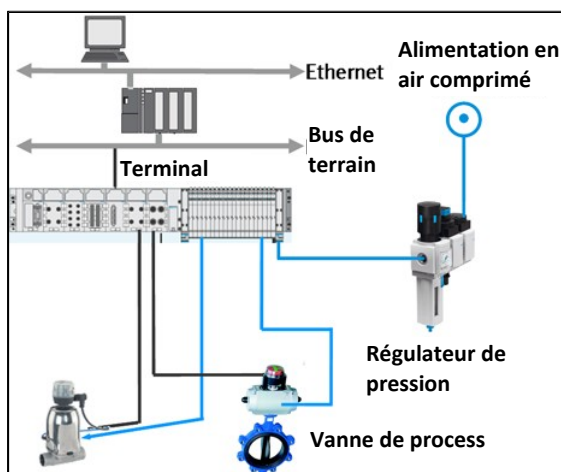 Alimentation en
air comprimé
Ethernet
Bus de
terrain
Terminal
Régulateur de
pression
Vanne de process